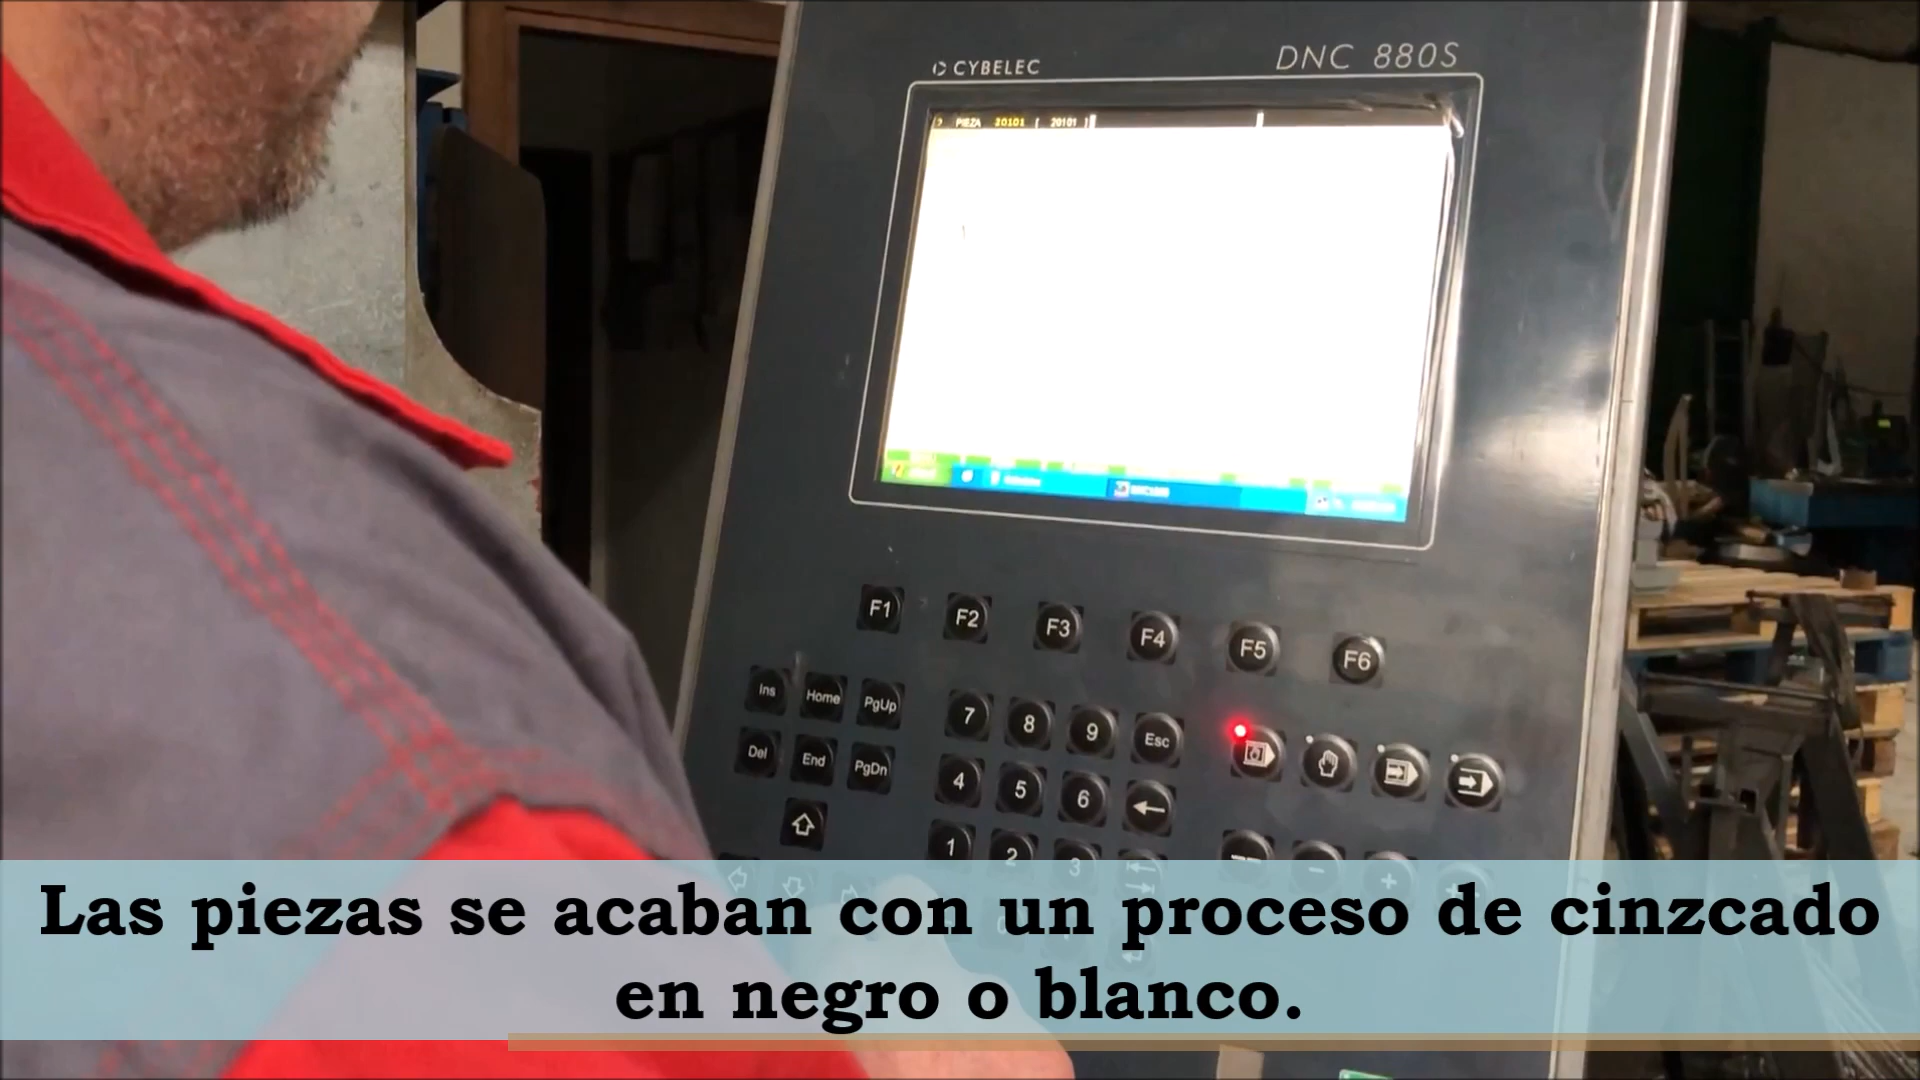 CYBELEC
DNC 880S
PIEZA 20101 ( 20101 )
F1 F2 F3 F4 F5 F6
Ins Home PgUp
7 8 9 Esc
Del End PgDn
4 5 6
1 2 3
Las piezas se acaban con un proceso de cinzcado
en negro o blanco.